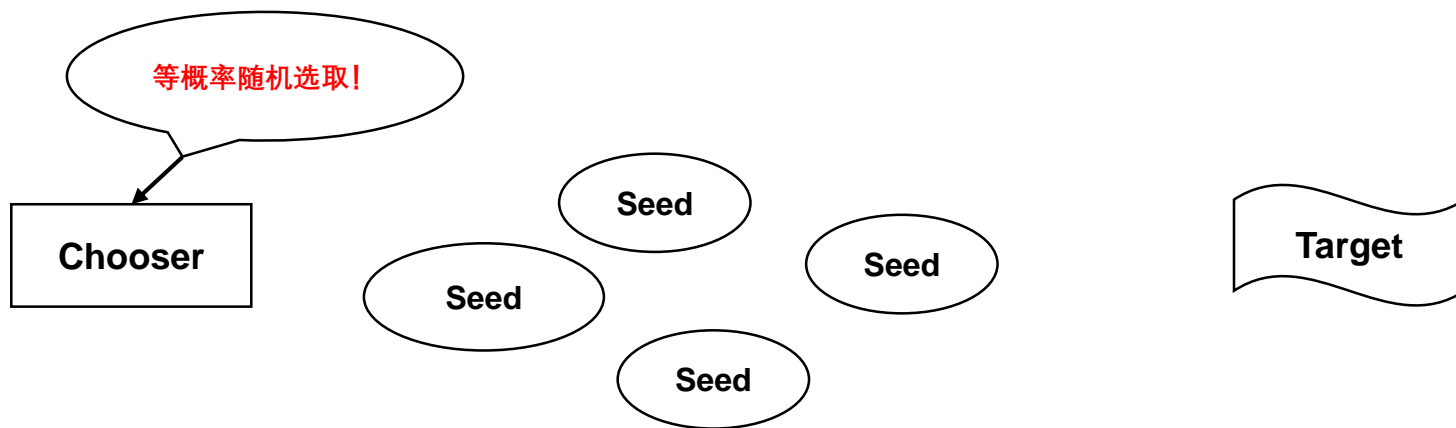 等概率随机选取！
Seed
Chooser
Seed
Seed
Target
Seed